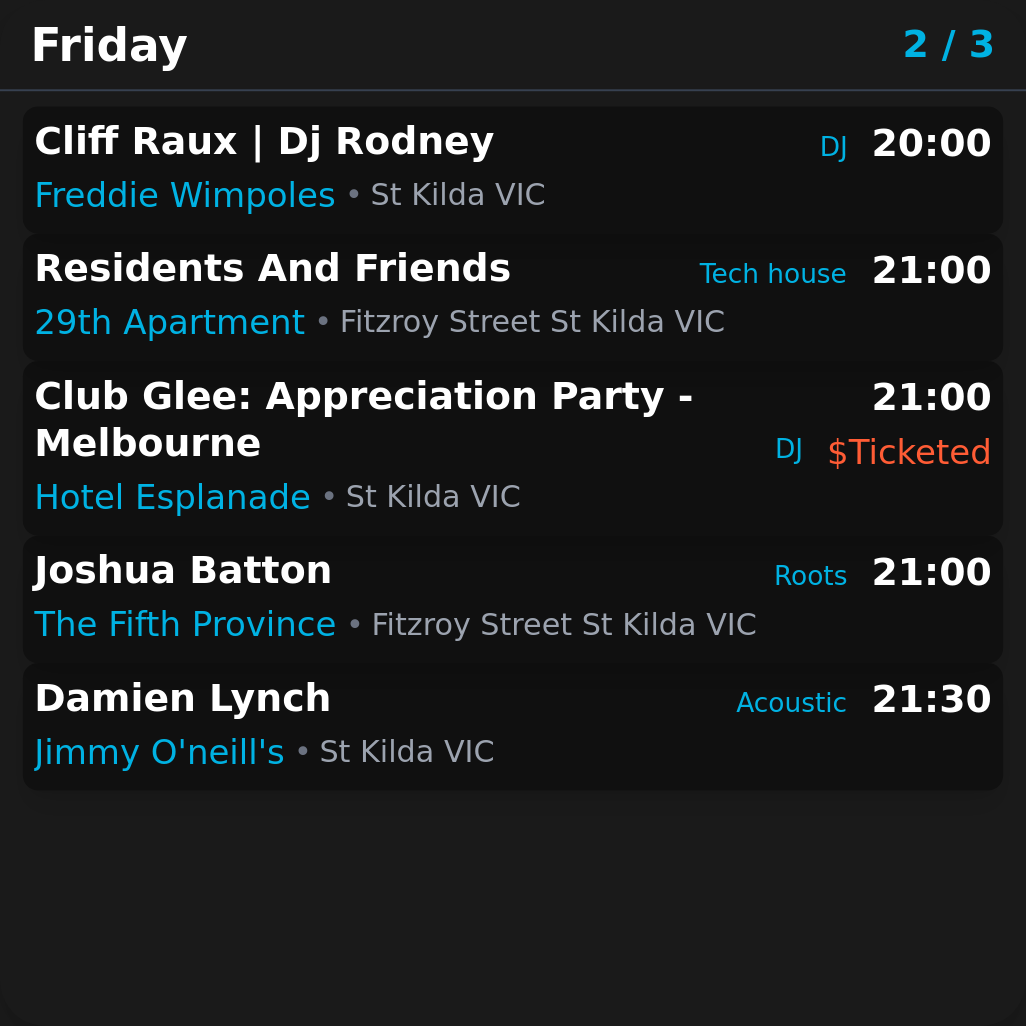 Friday 2 / 3
Cliff Raux | Dj Rodney DJ 20:00
Freddie Wimpoles • St Kilda VIC
Residents And Friends Tech house 21:00
29th Apartment • Fitzroy Street St Kilda VIC
Club Glee: Appreciation Party - 21:00
Melbourne DJ $Ticketed
Hotel Esplanade • St Kilda VIC
Joshua Batton Roots 21:00
The Fifth Province • Fitzroy Street St Kilda VIC
Damien Lynch Acoustic 21:30
Jimmy O'neill's • St Kilda VIC